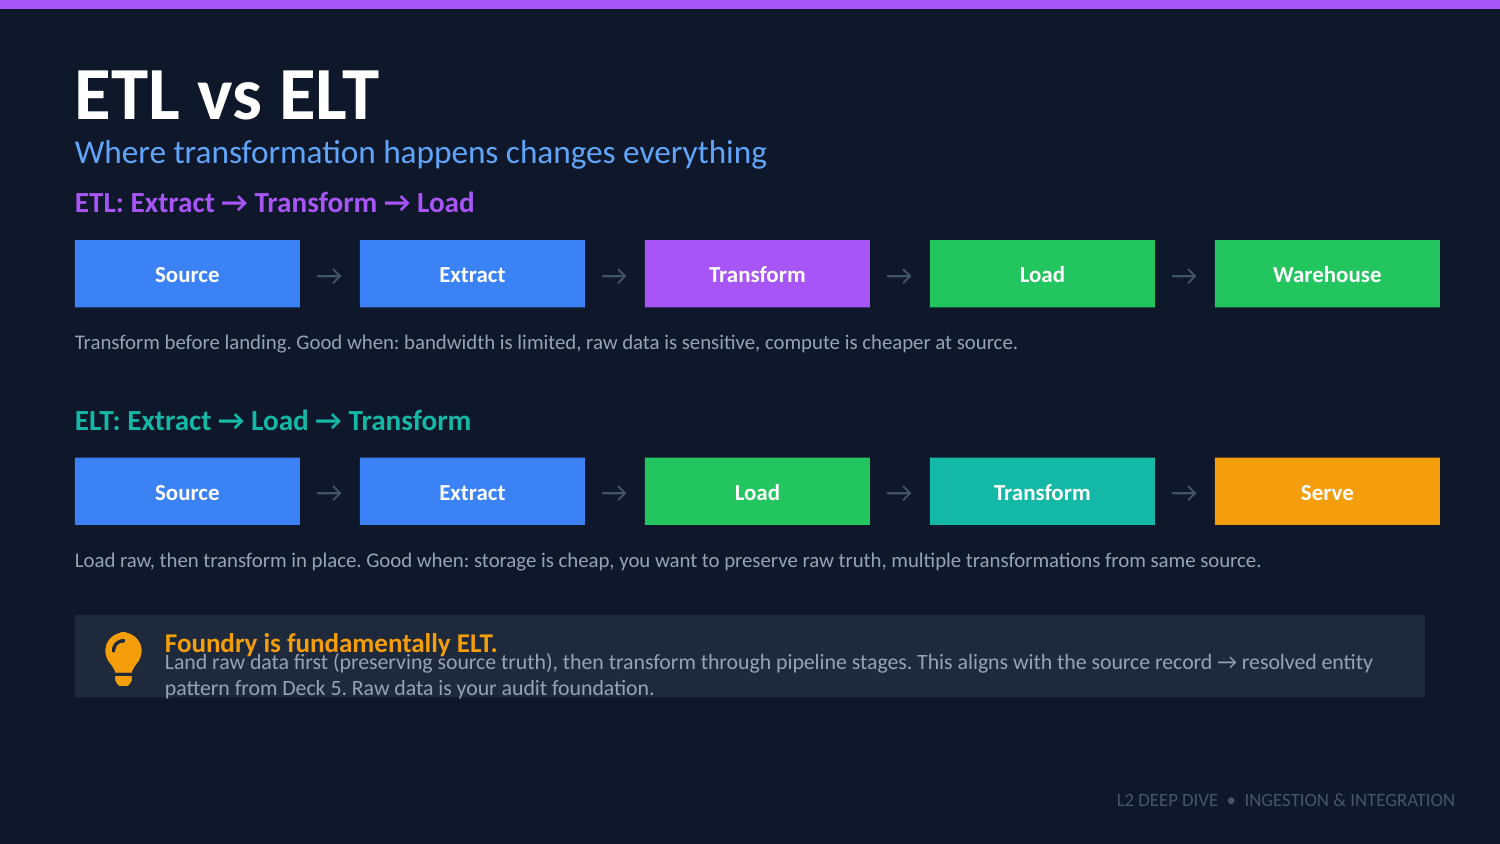 ETL vs ELT
Where transformation happens changes everything
ETL: Extract → Transform → Load
Source → Extract → Transform → Load → Warehouse
Transform before landing. Good when: bandwidth is limited, raw data is sensitive, compute is cheaper at source.
ELT: Extract → Load → Transform
Source → Extract → Load → Transform → Serve
Load raw, then transform in place. Good when: storage is cheap, you want to preserve raw truth, multiple transformations from same source.
Foundry is fundamentally ELT.
Land raw data first (preserving source truth), then transform through pipeline stages. This aligns with the source record → resolved entity
pattern from Deck 5. Raw data is your audit foundation.
L2 DEEP DIVE • INGESTION & INTEGRATION